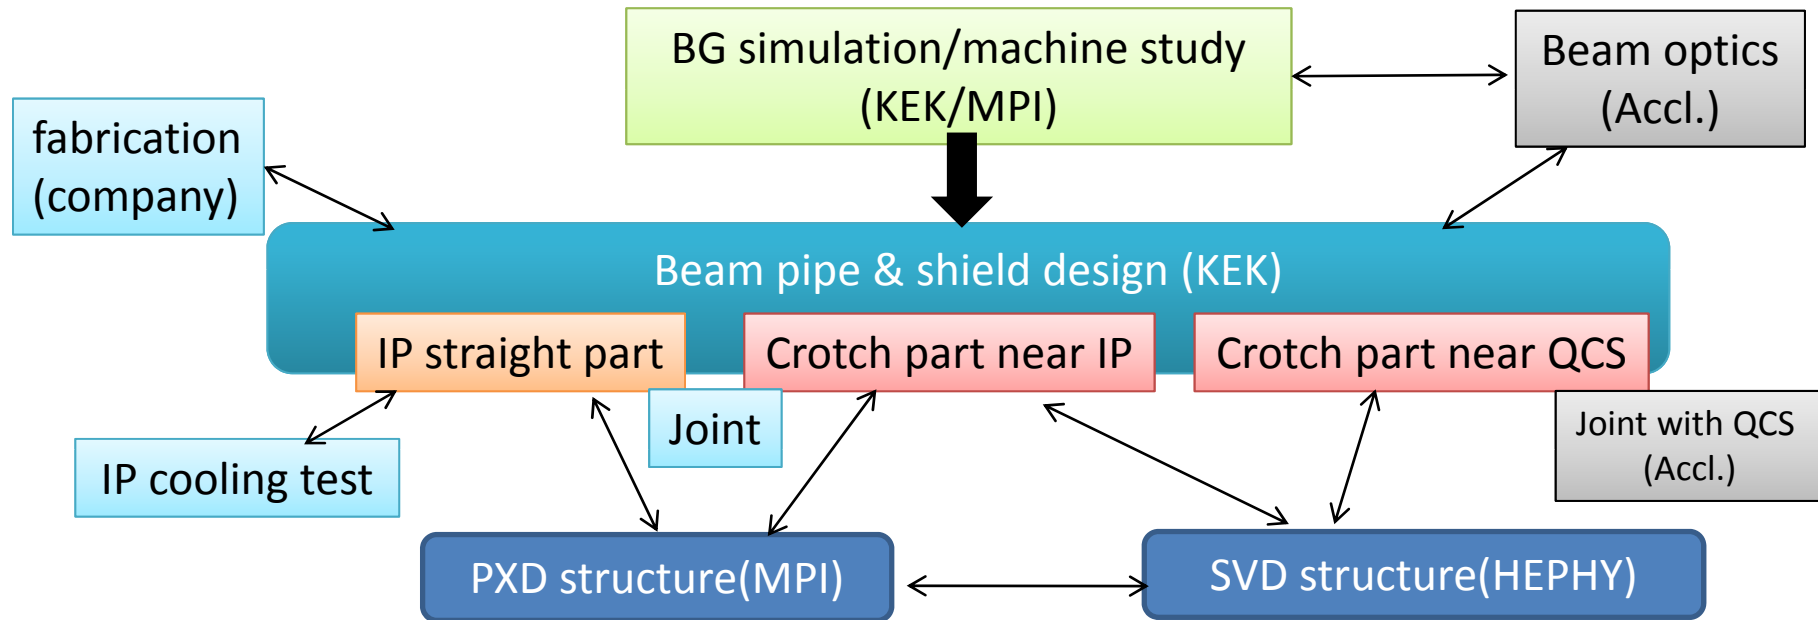 BG simulation/machine study
(KEK/MPI)
Beam optics
(Accl.)
fabrication
(company)
Beam pipe & shield design (KEK)
IP straight part
Crotch part near IP
Crotch part near QCS
Joint
Joint with QCS
(Accl.)
IP cooling test
PXD structure(MPI)
SVD structure(HEPHY)